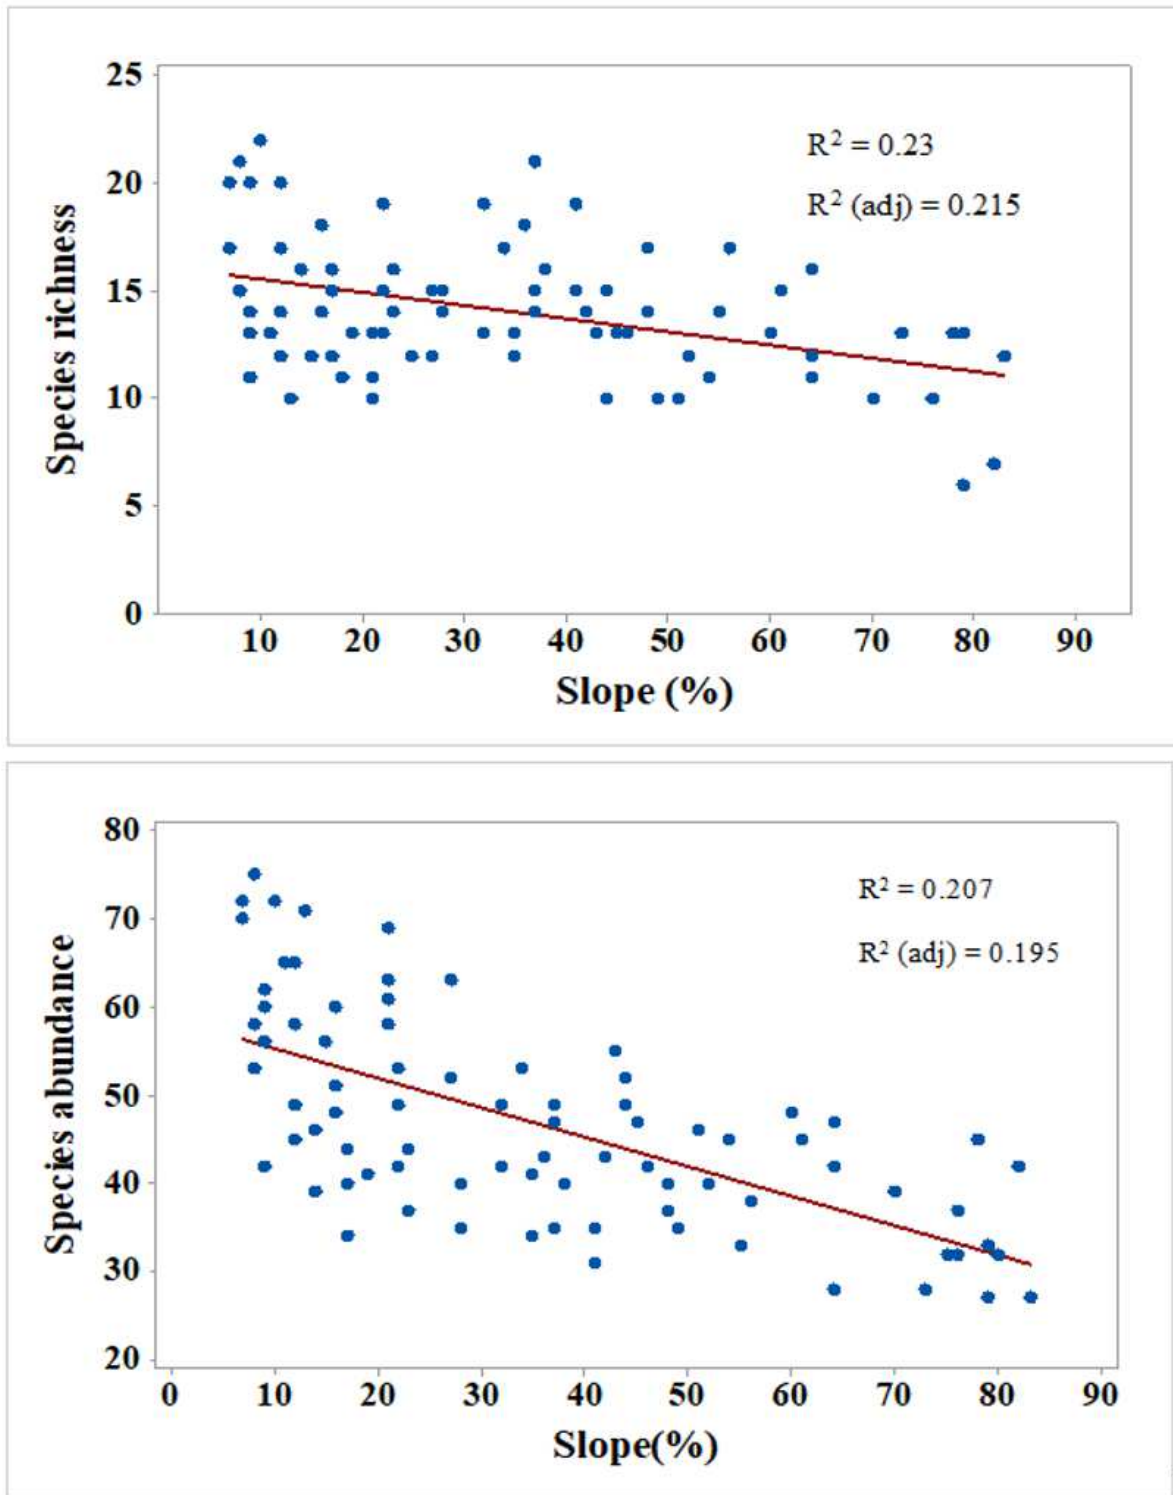 25
R² = 0.23
20
R² (adj) = 0.215
15
10
5
0
Species richness
10 20 30 40 50 60 70 80 90
Slope (%)
80
R² = 0.207
70
R² (adj) = 0.195
60
50
40
30
20
Species abundance
0 10 20 30 40 50 60 70 80 90
Slope(%)